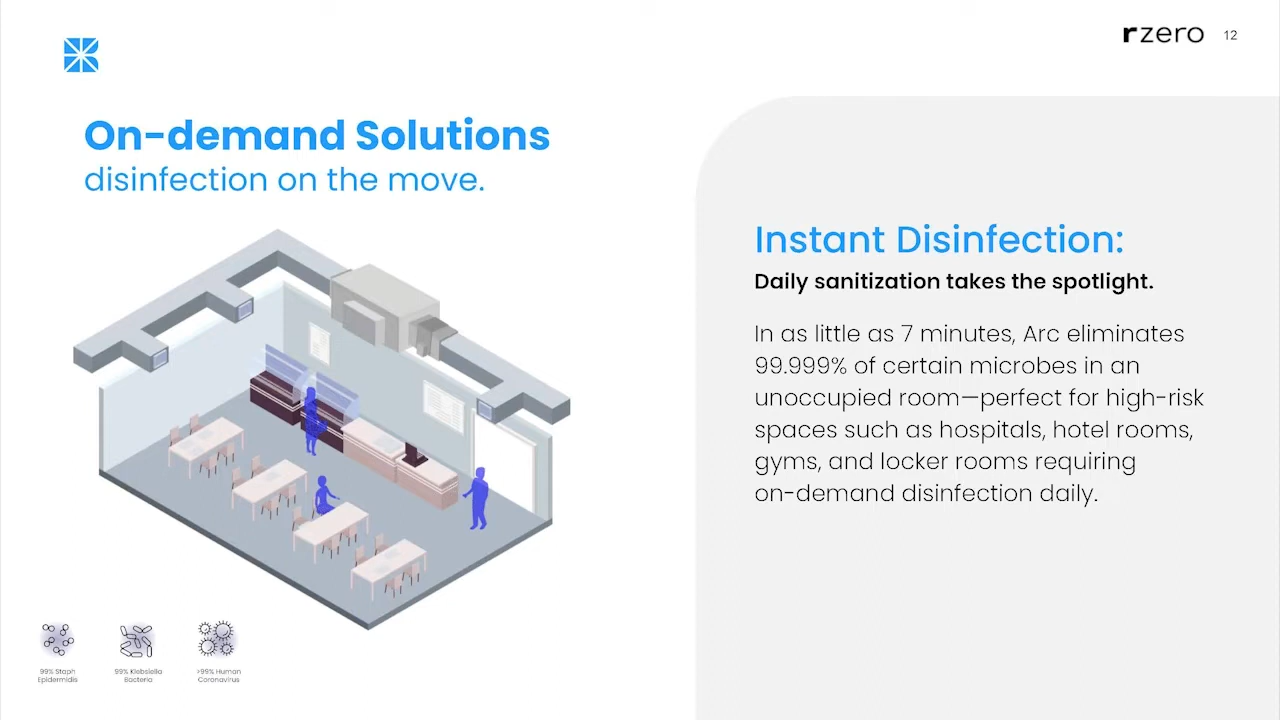 rzero 12
On-demand Solutions
disinfection on the move.
Instant Disinfection:
Daily sanitization takes the spotlight.
In as little as 7 minutes, Arc eliminates
99.999% of certain microbes in an
unoccupied room—perfect for high-risk
spaces such as hospitals, hotel rooms,
gyms, and locker rooms requiring
on-demand disinfection daily.
99% Staph
Epidermidis
99% Klebsiella
Bacteria
>99% Human
Coronavirus